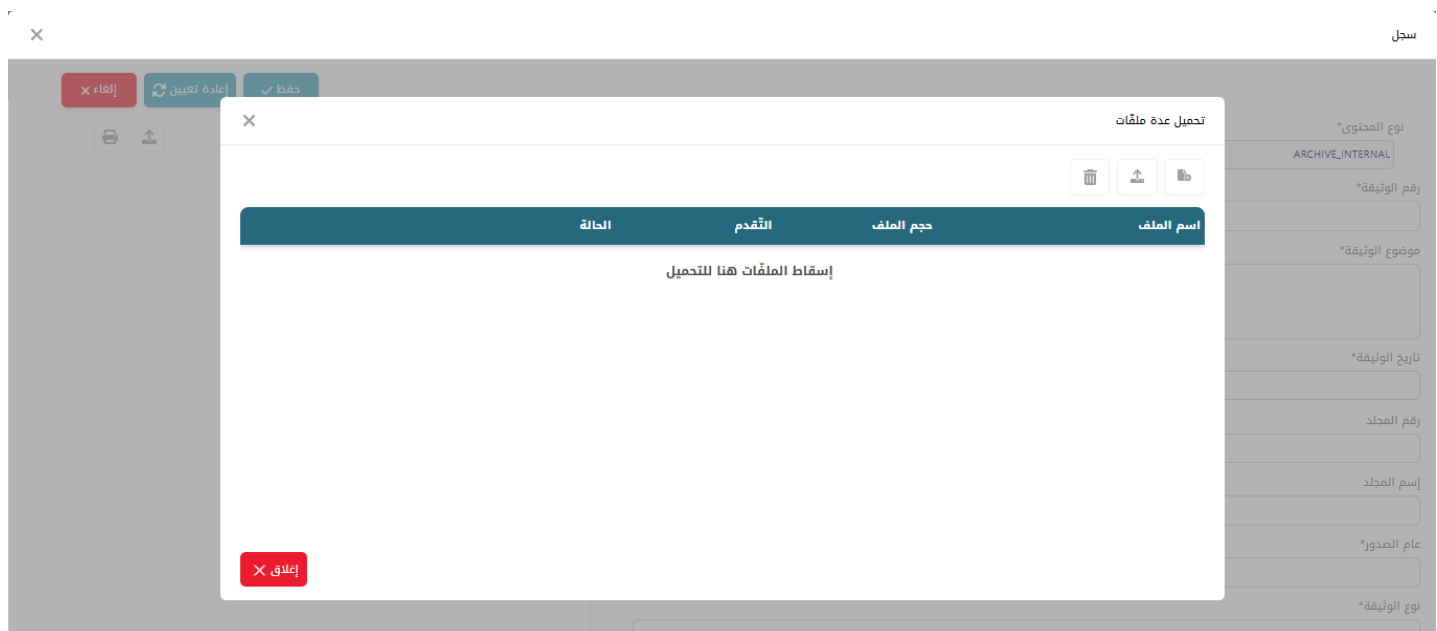 سجل
حفظ
إعادة تعيين
إلغاء
تحميل عدة ملفّات
اسم الملف
حجم الملف
التّقدم
الحالة
إسقاط الملفّات هنا للتحميل
إغلاق
نوع المحتوى*
ARCHIVE_INTERNAL
رقم الوثيقة*
موضوع الوثيقة*
تاريخ الوثيقة*
رقم المجلد
إسم المجلد
عام الصدور*
نوع الوثيقة*